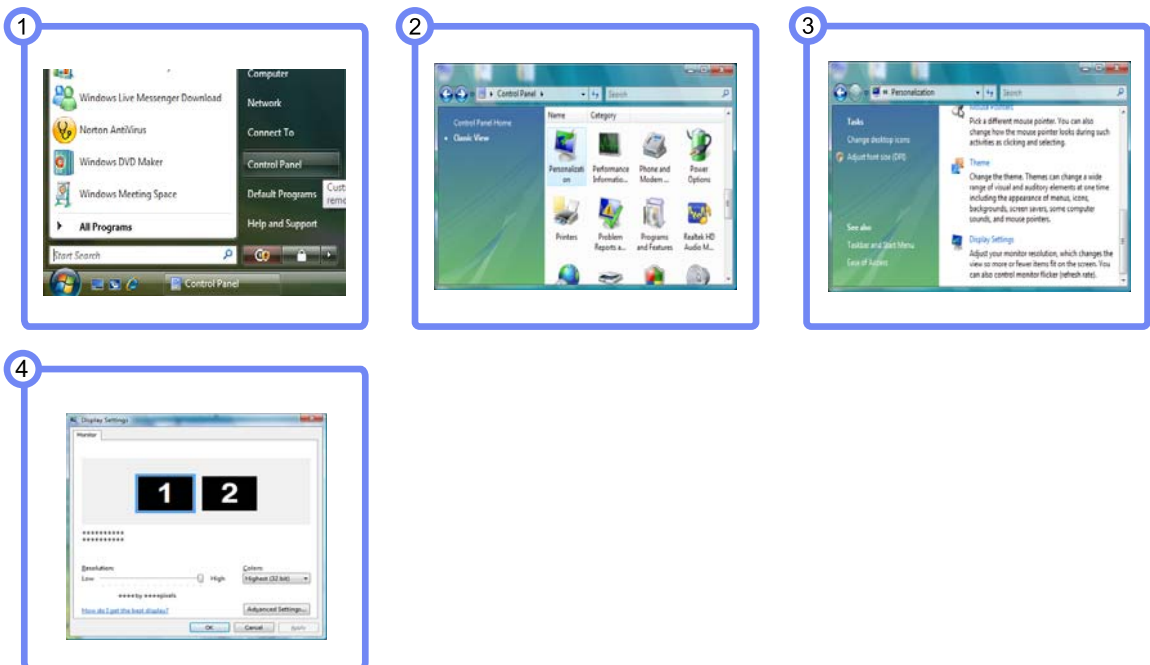 1
Computer
Windows Live Messenger Download
Network
Norton AntiVirus
Connect To
Windows DVD Maker
Control Panel
Windows Meeting Space
Default Programs
Cust
remo
All Programs
Help and Support
Start Search
Control Panel
2
Control Panel
Search
Control Panel Home
Classic View
Name Category
Personalizati
on
Performance
Informatio...
Phone and
Modem ...
Power
Options
Printers
Problem
Reports a...
Programs
and Features
Realtek HD
Audio M...
3
Personalization
Search
Tasks
Change desktop icons
Adjust font size (DPI)
See also
Taskbar and Start Menu
Ease of Access
Mouse Pointers
Pick a different mouse pointer. You can also
change how the mouse pointer looks during such
activities as clicking and selecting.
Theme
Change the theme. Themes can change a wide
range of visual and auditory elements at one time
including the appearance of menus, icons,
backgrounds, screen savers, some computer
sounds, and mouse pointers.
Display Settings
Adjust your monitor resolution, which changes the
view so more or fewer items fit on the screen. You
can also control monitor flicker (refresh rate).
4
Display Settings
Monitor
1 2
**********
**********
Resolution:
Low High
****by ****pixels
Colors:
Highest (32 bit)
How do I get the best display?
Advanced Settings...
OK Cancel Apply